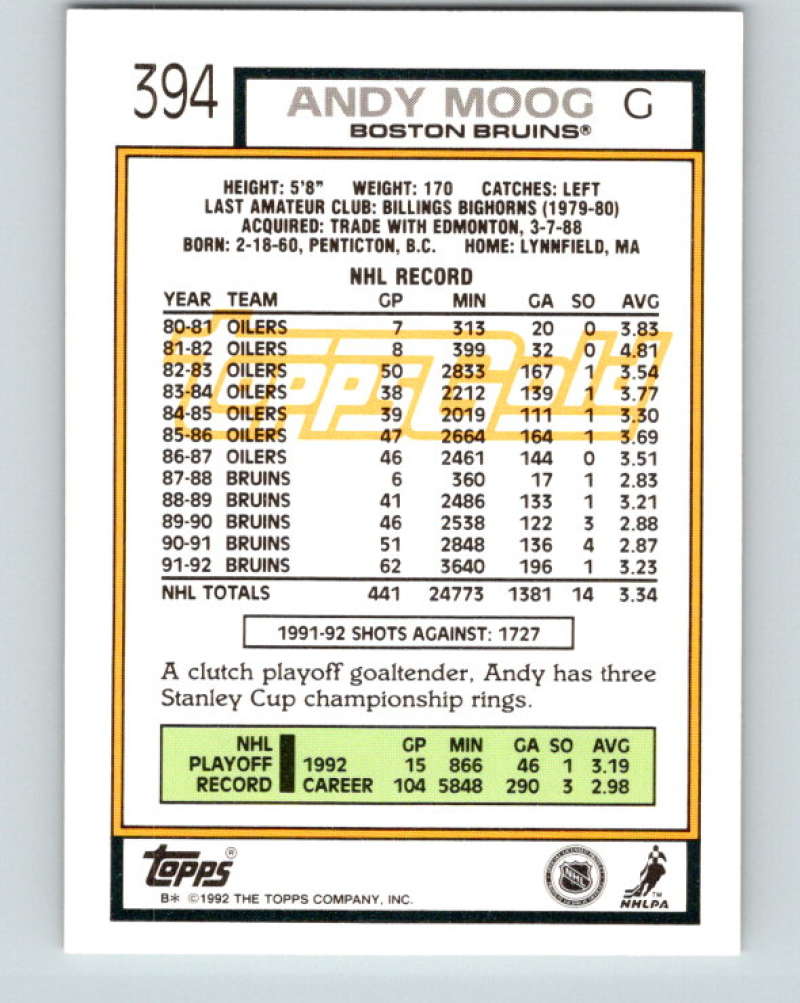 394
ANDY MOOG G
BOSTON BRUINS®
HEIGHT: 5'8" WEIGHT: 170 CATCHES: LEFT
LAST AMATEUR CLUB: BILLINGS BIGHORNS (1979-80)
ACQUIRED: TRADE WITH EDMONTON, 3-7-88
BORN: 2-18-60, PENTICTON, B.C. HOME: LYNNFIELD, MA
NHL RECORD
YEAR TEAM GP MIN GA SO AVG
80-81 OILERS 7 313 20 0 3.83
81-82 OILERS 8 399 32 0 4.81
82-83 OILERS 50 2833 167 1 3.54
83-84 OILERS 38 2212 139 1 3.77
84-85 OILERS 39 2019 111 1 3.30
85-86 OILERS 47 2664 164 1 3.69
86-87 OILERS 46 2461 144 0 3.51
87-88 BRUINS 6 360 17 1 2.83
88-89 BRUINS 41 2486 133 1 3.21
89-90 BRUINS 46 2538 122 3 2.88
90-91 BRUINS 51 2848 136 4 2.87
91-92 BRUINS 62 3640 196 1 3.23
NHL TOTALS 441 24773 1381 14 3.34
ToppsGold
1991-92 SHOTS AGAINST: 1727
A clutch playoff goaltender, Andy has three
Stanley Cup championship rings.
NHL GP MIN GA SO AVG
PLAYOFF 1992 15 866 46 1 3.19
RECORD CAREER 104 5848 290 3 2.98
Topps®
B* ©1992 THE TOPPS COMPANY, INC.
NHL
TM
NHLPA